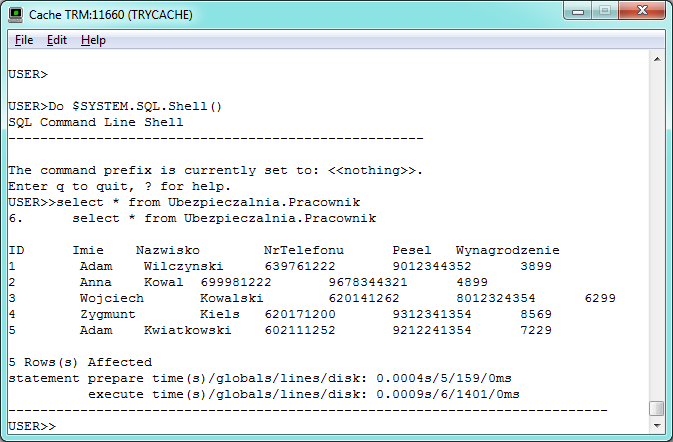 Cache TRM:11660 (TRYCACHE)
File Edit Help
USER>
USER>Do $SYSTEM.SQL.Shell()
SQL Command Line Shell
----------------------------------------------------
The command prefix is currently set to: <<nothing>>.
Enter q to quit, ? for help.
USER>>select * from Ubezpieczalnia.Pracownik
6.      select * from Ubezpieczalnia.Pracownik
ID      Imie    Nazwisko        NrTelefonu      Pesel   Wynagrodzenie
1        Adam    Wilczynski     639761222       9012344352      3899
2        Anna    Kowal  699981222       9678344321      4899
3        Wojciech       Kowalski        620141262       8012324354      6299
4        Zygmunt        Kiels   620171200       9312341354      8569
5        Adam    Kwiatkowski    602111252       9212241354      7229
5 Rows(s) Affected
statement prepare time(s)/globals/lines/disk: 0.0004s/5/159/0ms
          execute time(s)/globals/lines/disk: 0.0009s/6/1401/0ms
---------------------------------------------------------------------------
USER>>